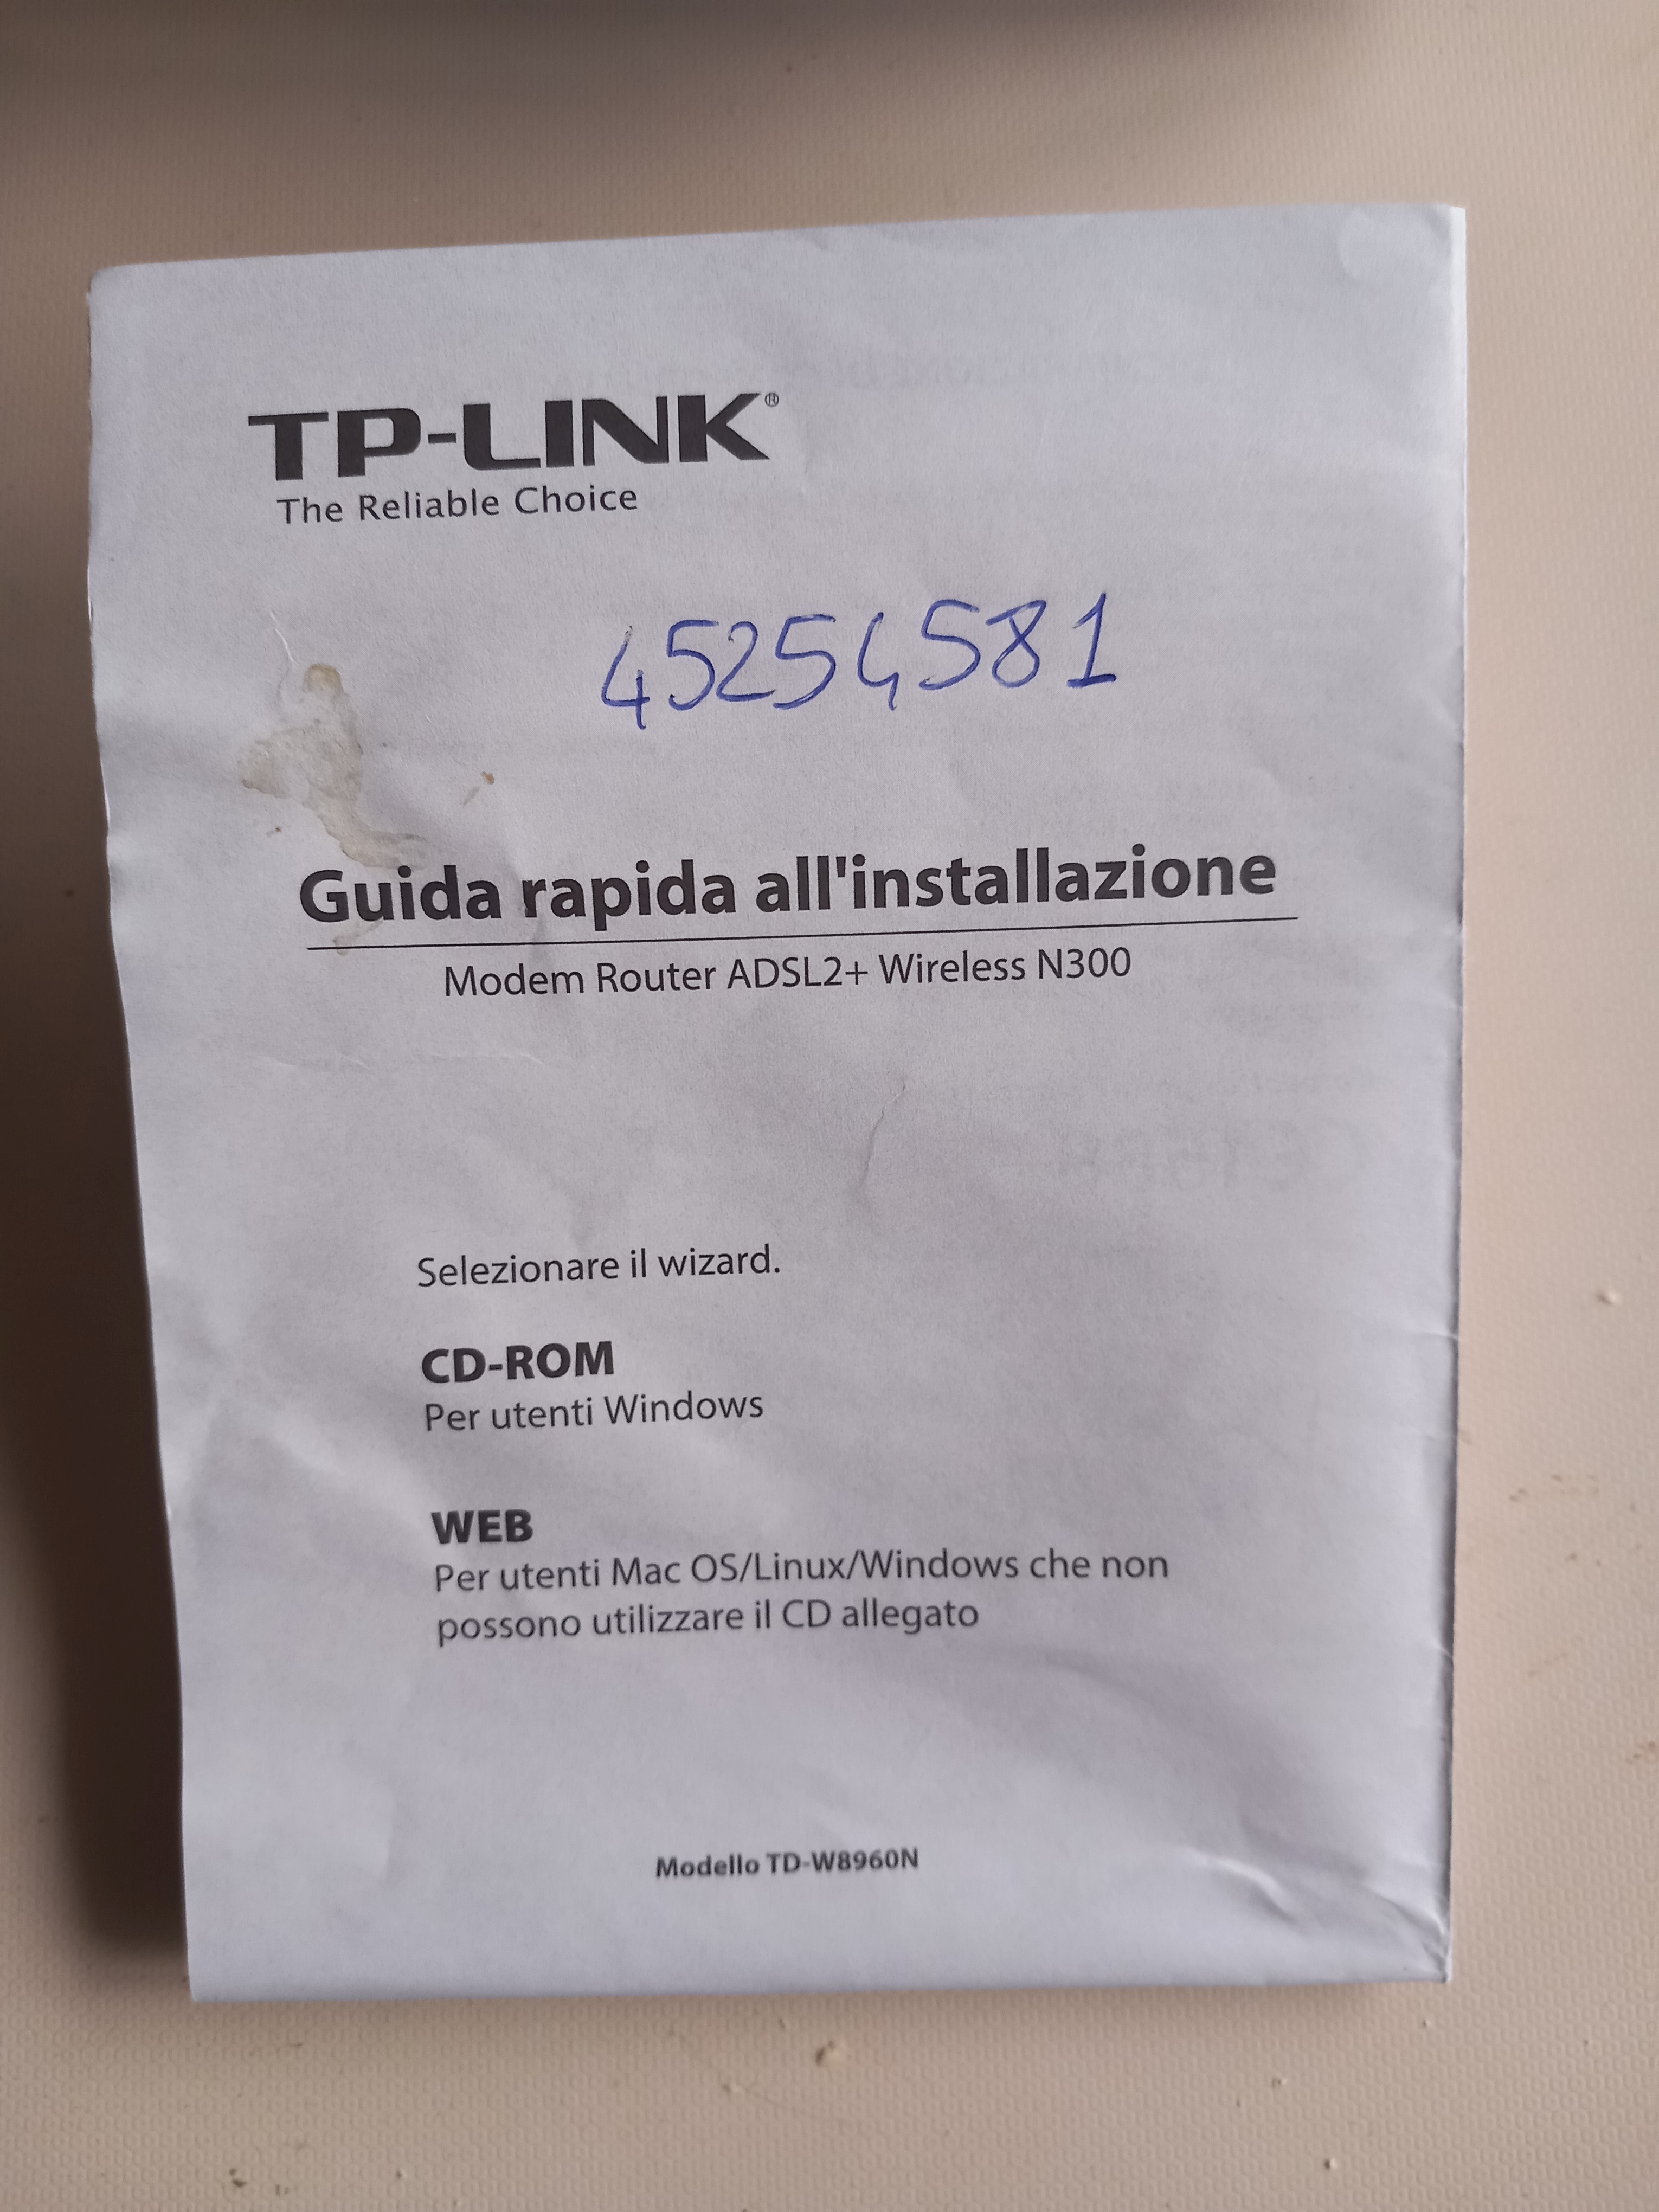 TP-LINK®
The Reliable Choice
45254581
Guida rapida all'installazione
Modem Router ADSL2+ Wireless N300
Selezionare il wizard.
CD-ROM
Per utenti Windows
WEB
Per utenti Mac OS/Linux/Windows che non
possono utilizzare il CD allegato
Modello TD-W8960N